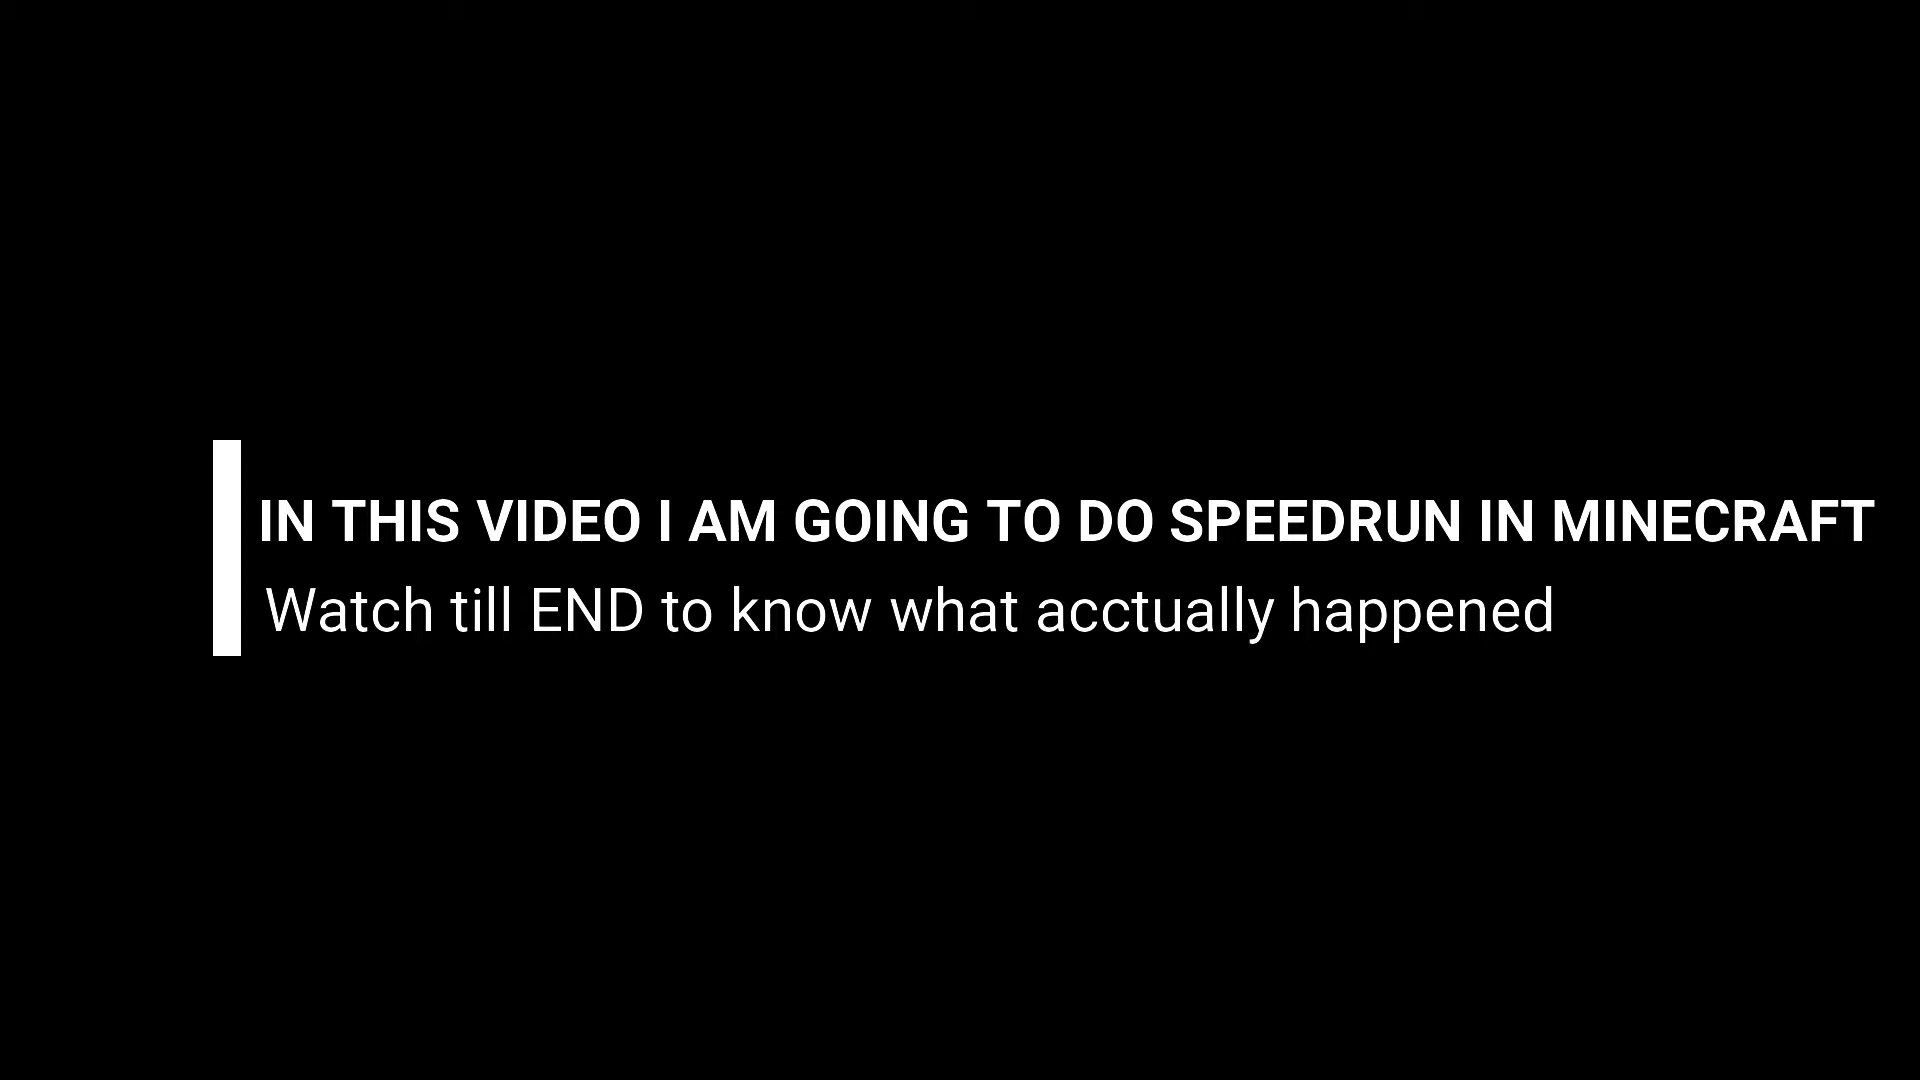 IN THIS VIDEO I AM GOING TO DO SPEEDRUN IN MINECRAFT
Watch till END to know what acctually happened